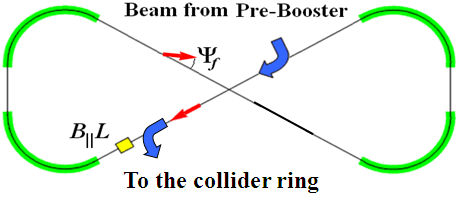 Beam from Pre-Booster
Ψf
B||L
To the collider ring